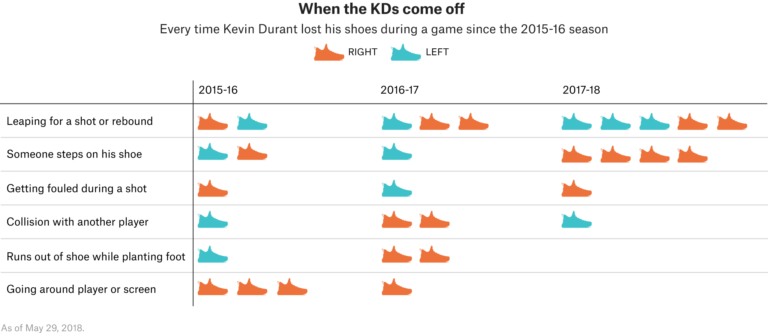 When the KDs come off
Every time Kevin Durant lost his shoes during a game since the 2015-16 season
RIGHT LEFT
2015-16 2016-17 2017-18
Leaping for a shot or rebound
Someone steps on his shoe
Getting fouled during a shot
Collision with another player
Runs out of shoe while planting foot
Going around player or screen
As of May 29, 2018.